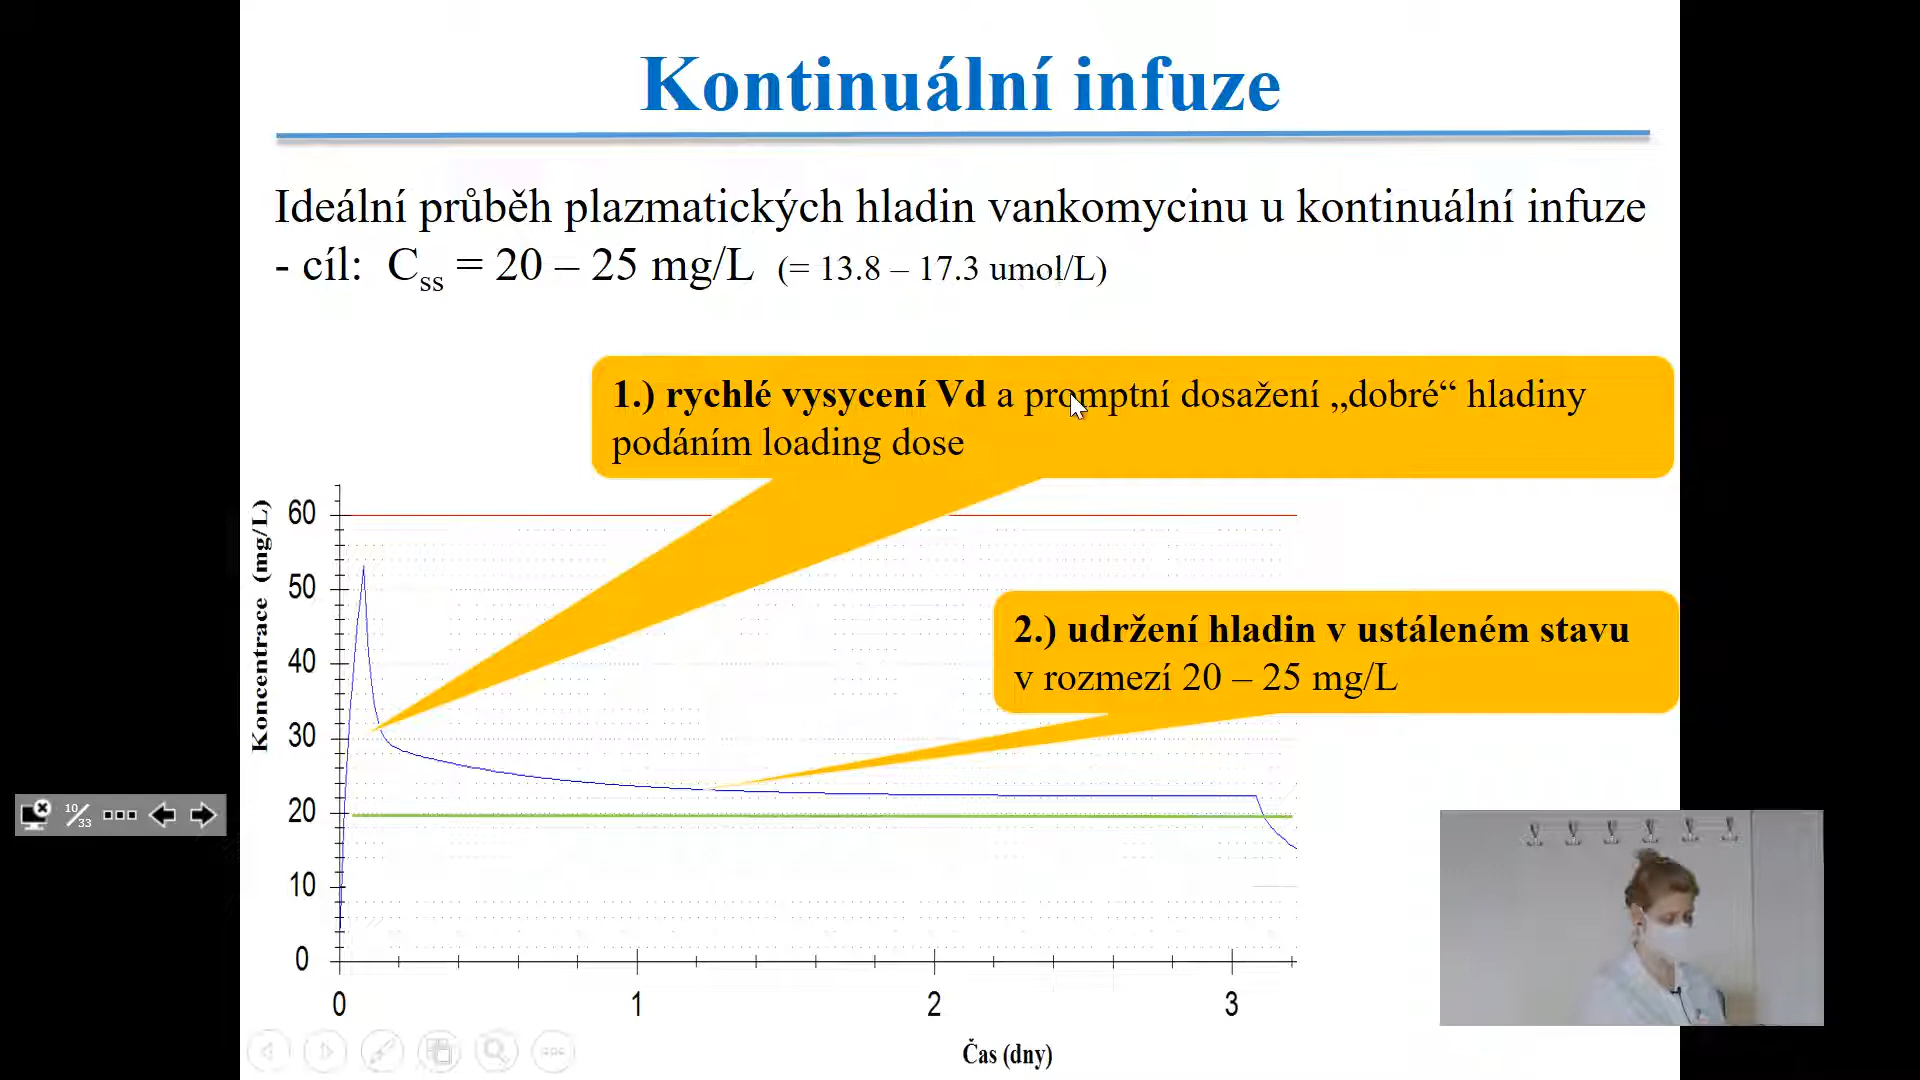 Kontinuální infuze
Ideální průběh plazmatických hladin vankomycinu u kontinuální infuze
- cíl: Css = 20 – 25 mg/L (= 13.8 – 17.3 umol/L)
1.) rychlé vysycení Vd a promptní dosažení „dobré“ hladiny
podáním loading dose
2.) udržení hladin v ustáleném stavu
v rozmezí 20 – 25 mg/L
Koncentrace (mg/L)
60
50
40
30
20
10
0
0 1 2 3
Čas (dny)
10/33